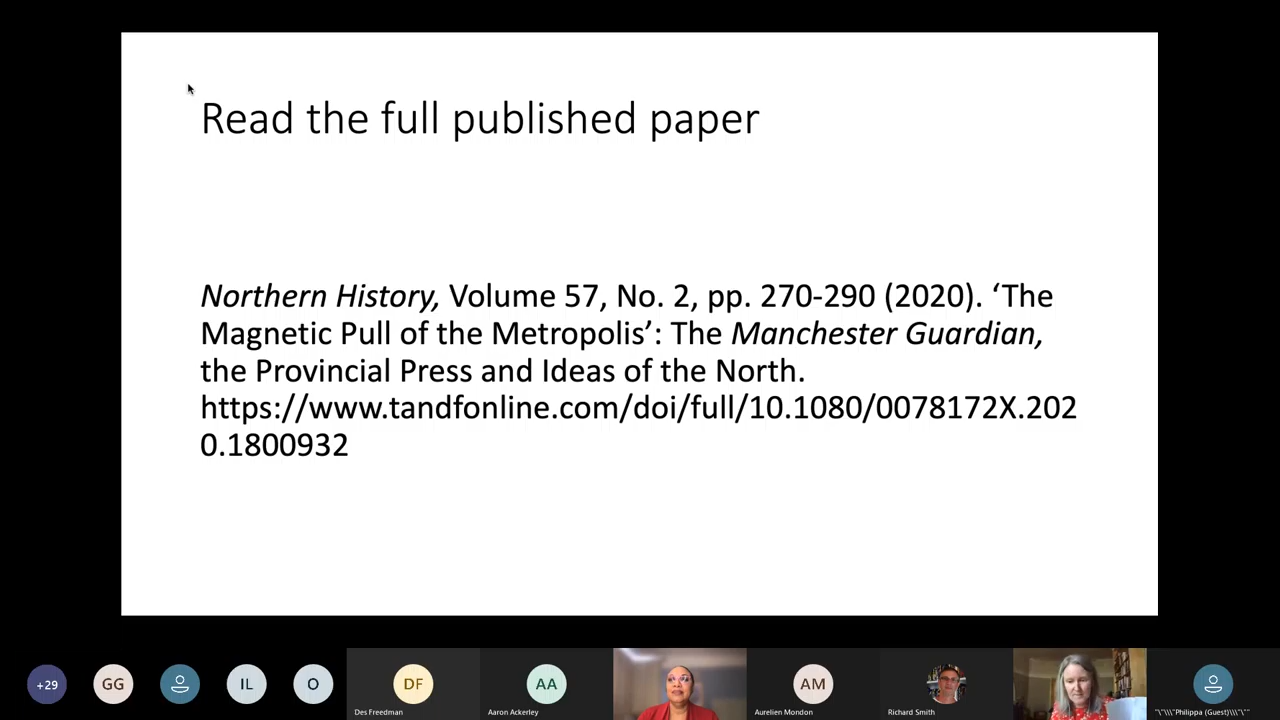 Read the full published paper
Northern History, Volume 57, No. 2, pp. 270-290 (2020). ‘The
Magnetic Pull of the Metropolis’: The Manchester Guardian,
the Provincial Press and Ideas of the North.
https://www.tandfonline.com/doi/full/10.1080/0078172X.202
0.1800932
+29
GG
IL
O
DF
AA
AM
Des Freedman
Aaron Ackerley
Aurelien Mondon
Richard Smith
"\"\\\"Philippa (Guest)\\\"\""